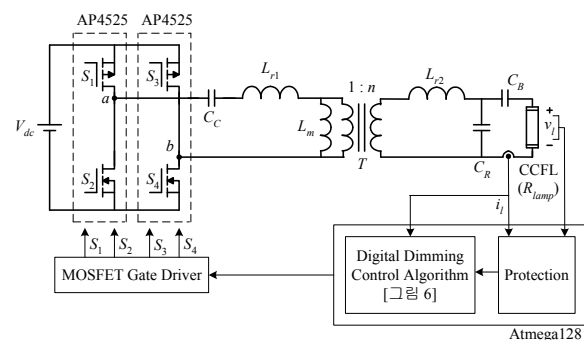 AP4525 AP4525
S1 S3
Lr1 1 : n Lr2 CB
a CC Lm
Vdc + vl −
b T CR CCFL
(Rlamp)
S2 S4
il
S1 S2 S3 S4
MOSFET Gate Driver
Digital Dimming
Control Algorithm
[그림 6]
Protection
Atmega128